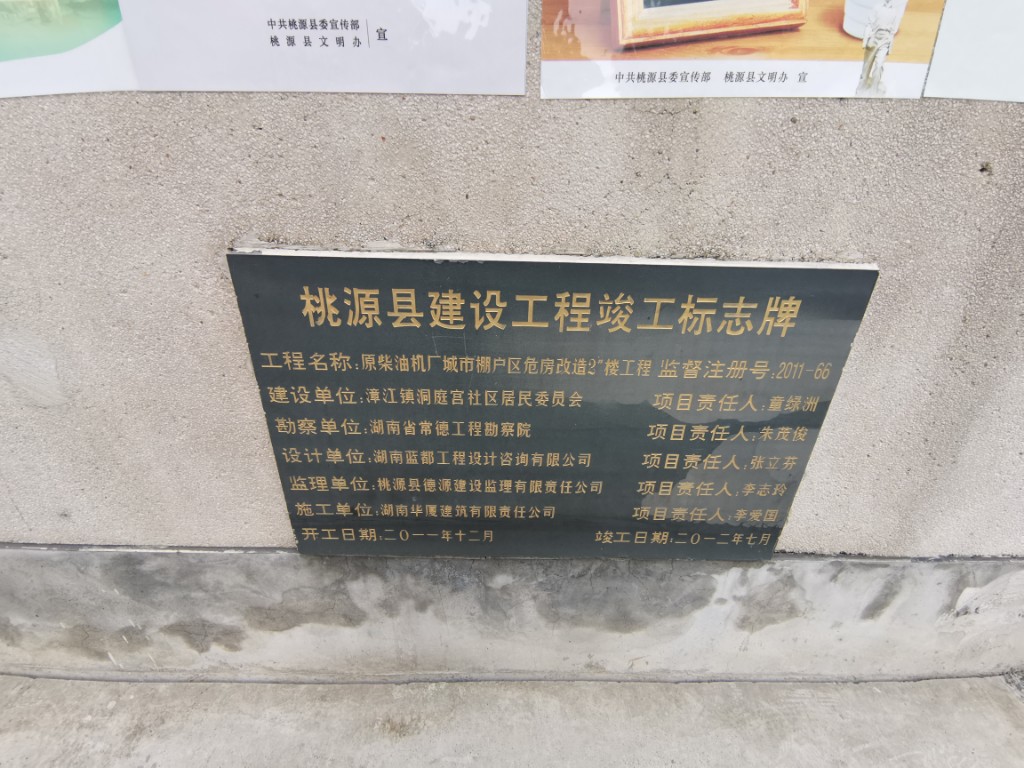 中共桃源县委宣传部
桃源县文明办
宣
中共桃源县委宣传部 桃源县文明办 宣
桃源县建设工程竣工标志牌
工程名称:原柴油机厂城市棚户区危房改造2#楼工程 监督注册号:2011-66
建设单位:漳江镇洞庭宫社区居民委员会 项目责任人:童绿洲
勘察单位:湖南省常德工程勘察院 项目责任人:朱茂俊
设计单位:湖南蓝都工程设计咨询有限公司 项目责任人:张立芬
监理单位:桃源县德源建设监理有限责任公司 项目责任人:李志玲
施工单位:湖南华厦建筑有限责任公司 项目责任人:李爱国
开工日期:二〇一一年十二月 竣工日期:二〇一二年七月